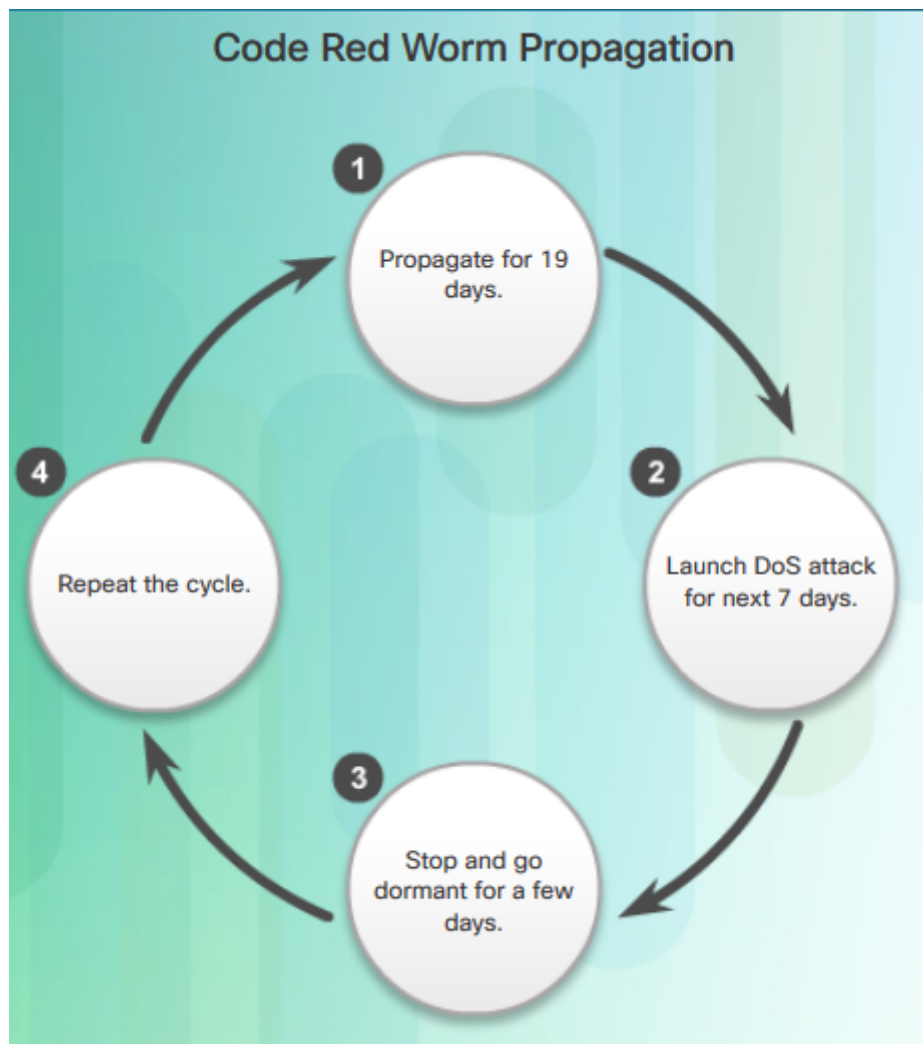 Code Red Worm Propagation
1
Propagate for 19
days.
2
Launch DoS attack
for next 7 days.
3
Stop and go
dormant for a few
days.
4
Repeat the cycle.